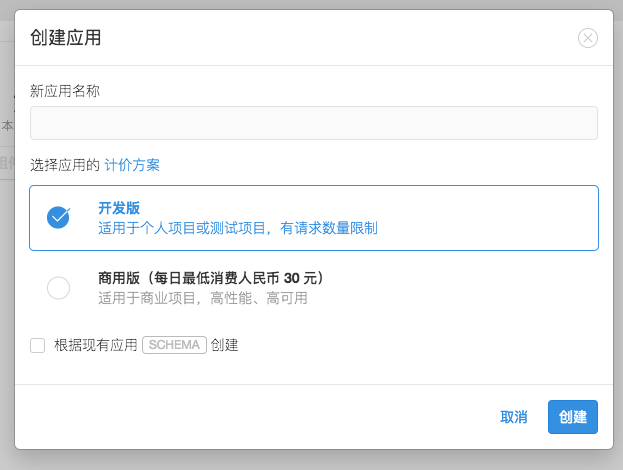 创建应用
新应用名称
本
组件
选择应用的 计价方案
开发版
适用于个人项目或测试项目，有请求数量限制
商用版（每日最低消费人民币 30 元）
适用于商业项目，高性能、高可用
根据现有应用 SCHEMA 创建
取消 创建